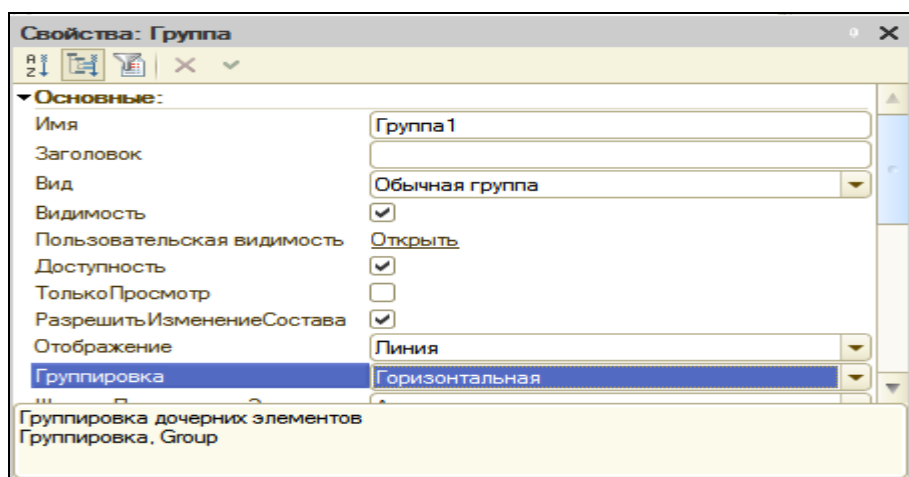 Свойства: Группа
Основные:
Имя Группа1
Заголовок
Вид Обычная группа
Видимость
Пользовательская видимость Открыть
Доступность
ТолькоПросмотр
РазрешитьИзменениеСостава
Отображение Линия
Группировка Горизонтальная
Группировка дочерних элементов
Группировка, Group